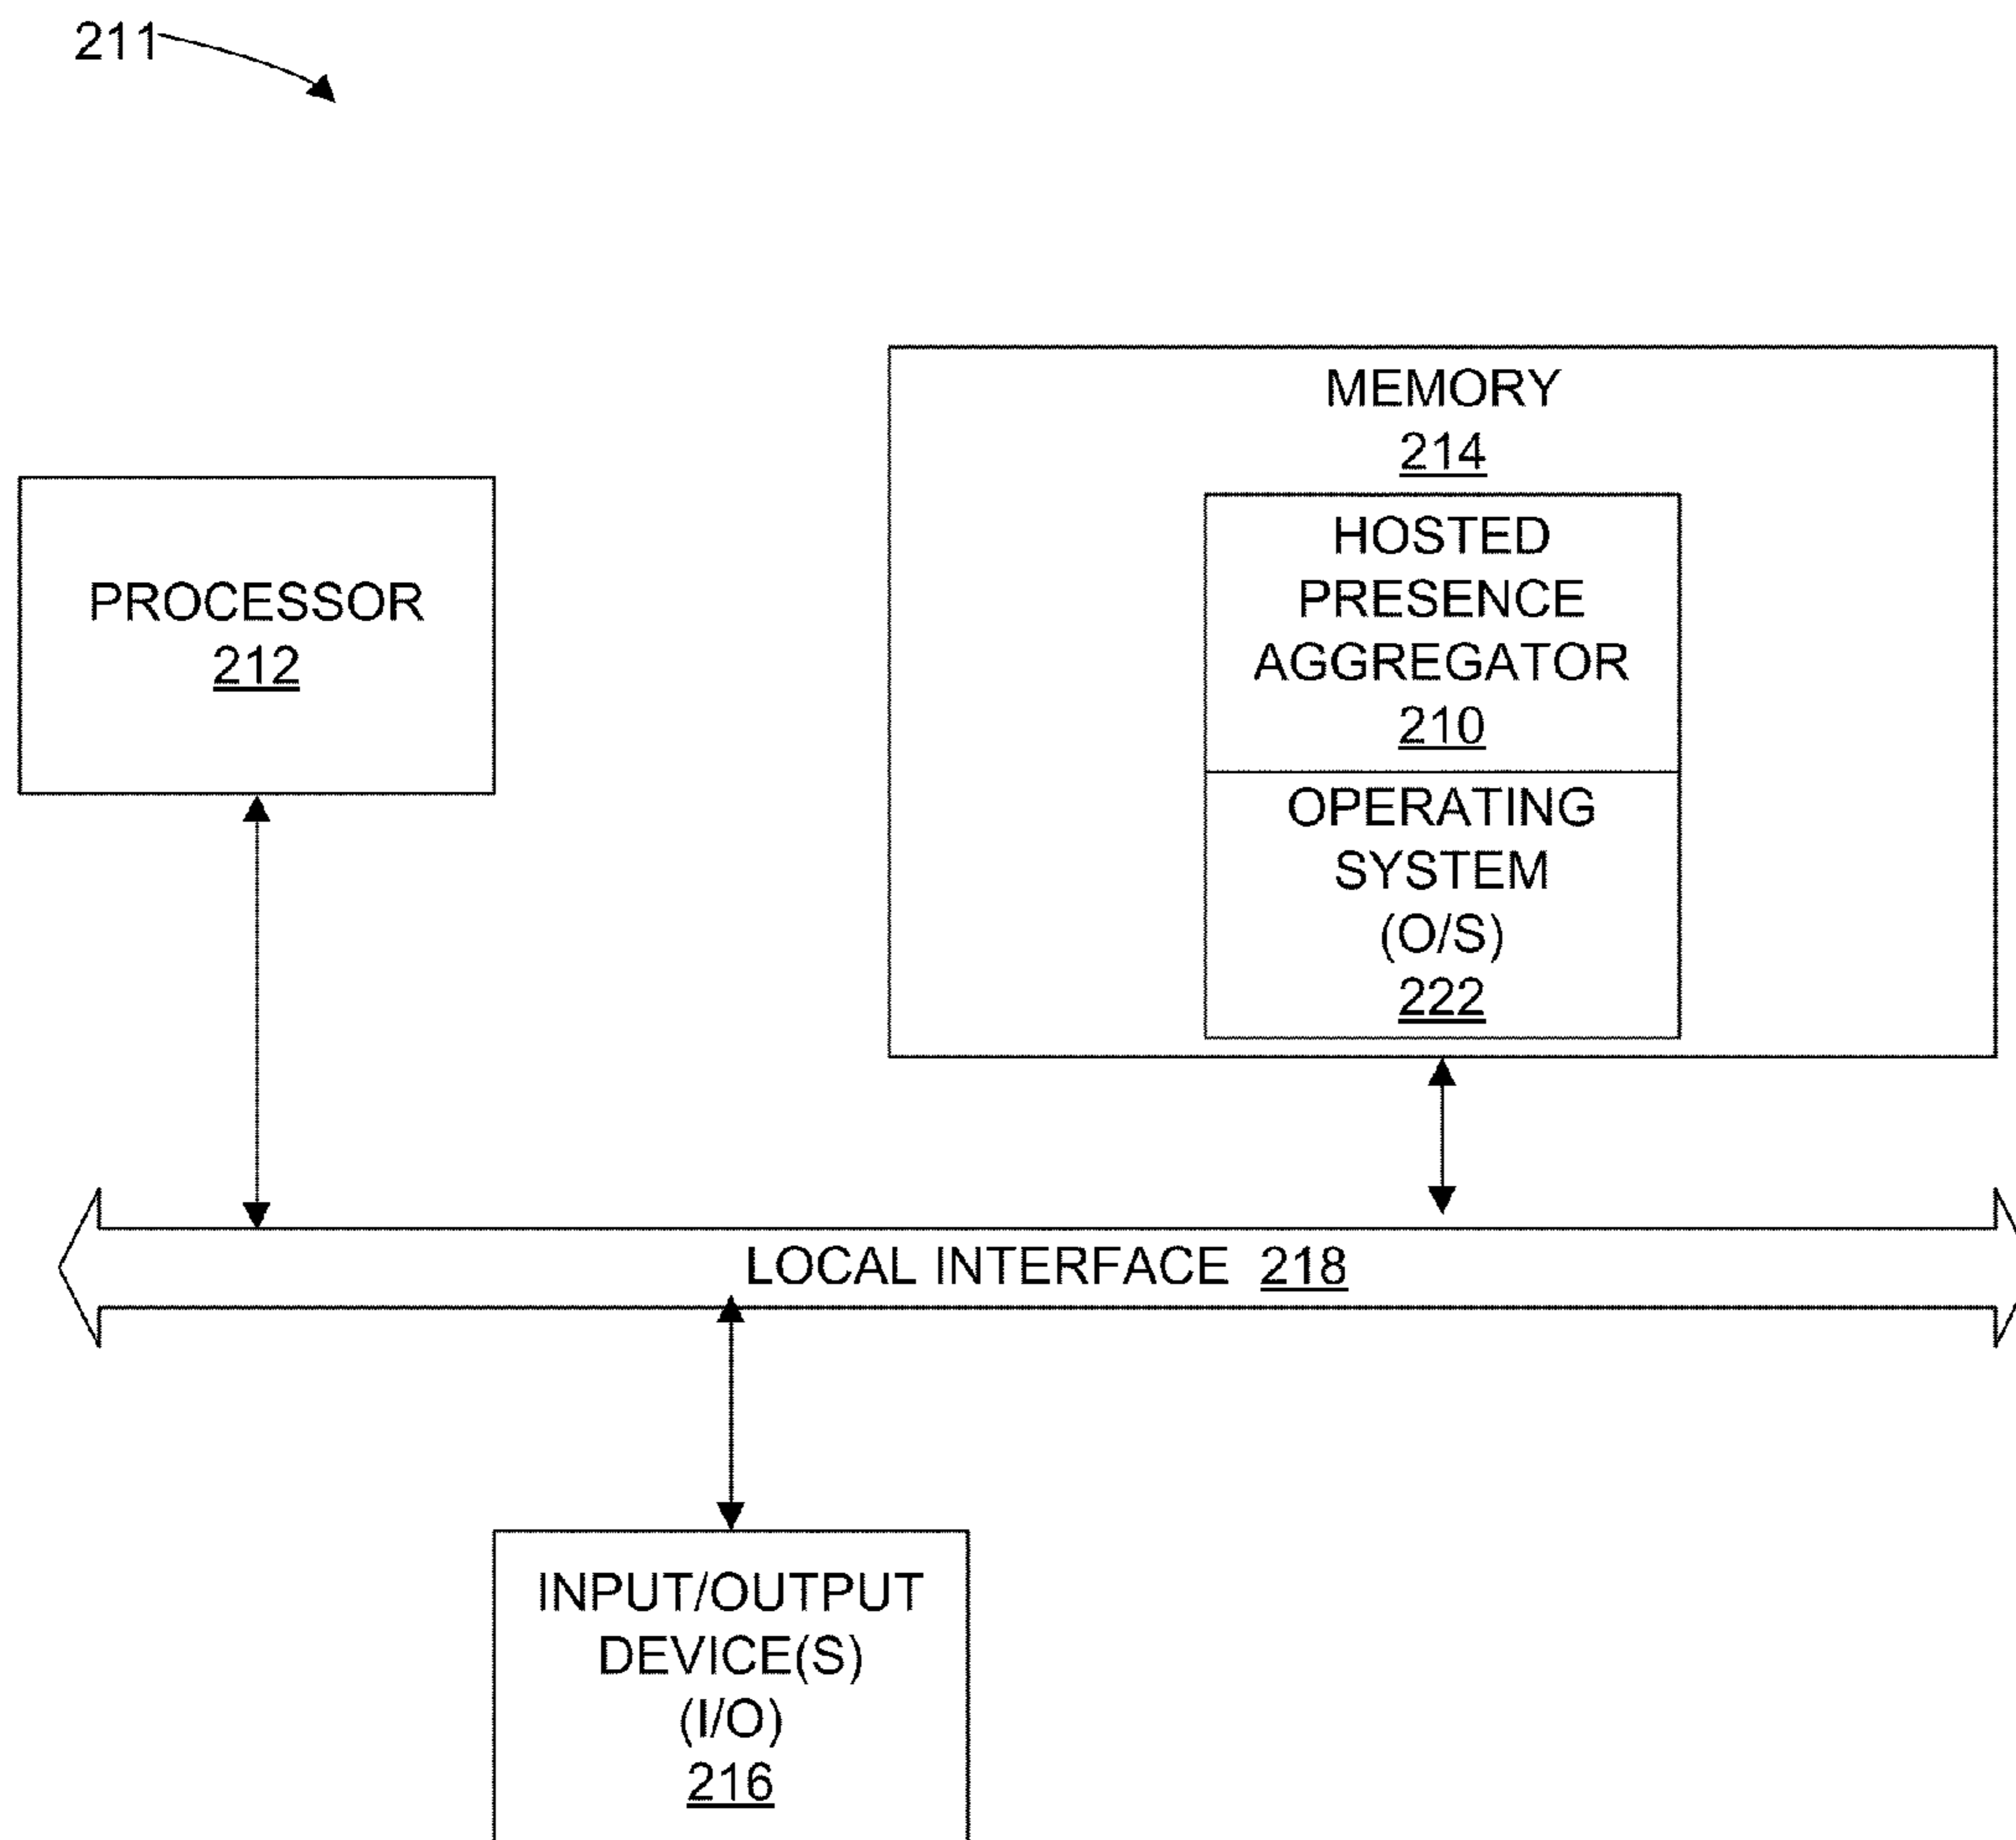 211
MEMORY
214
HOSTED
PRESENCE
AGGREGATOR
210
OPERATING
SYSTEM
(O/S)
222
PROCESSOR
212
LOCAL INTERFACE 218
INPUT/OUTPUT
DEVICE(S)
(I/O)
216